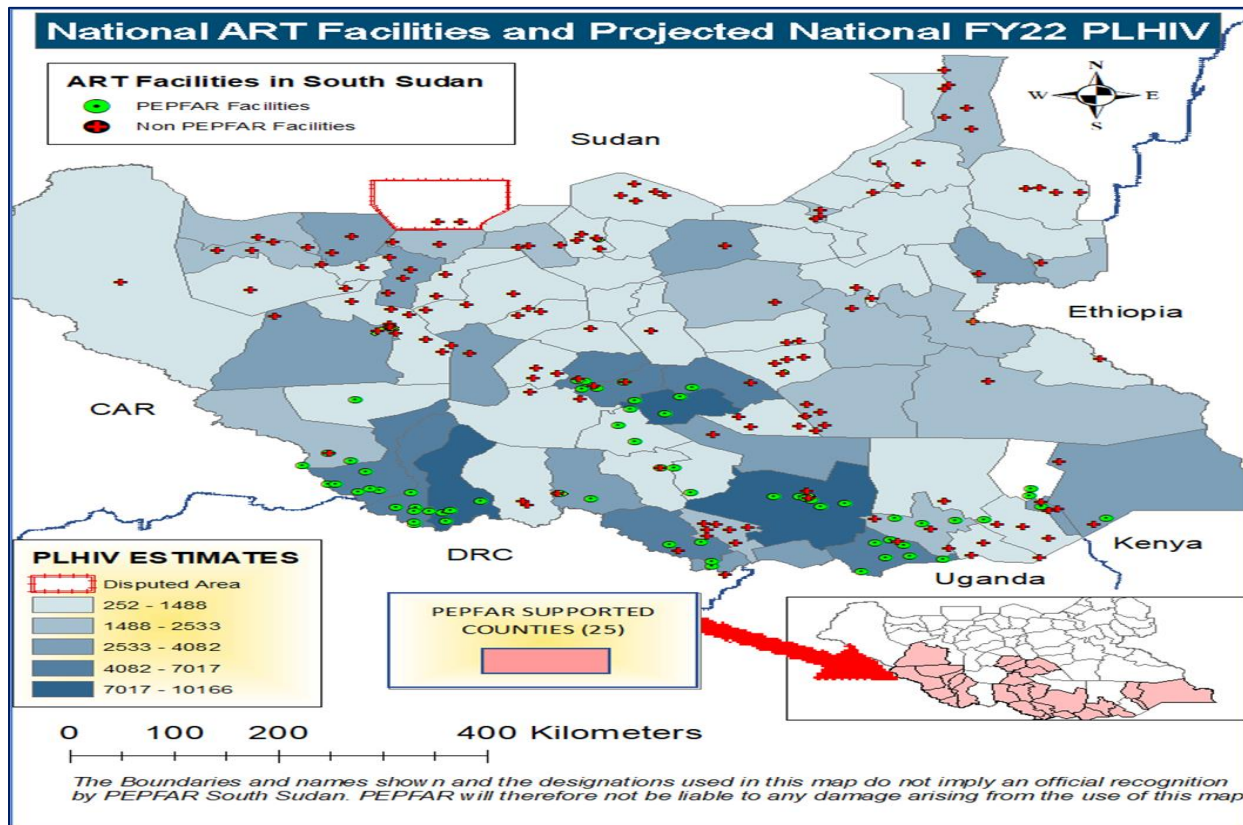 National ART Facilities and Projected National FY22 PLHIV
ART Facilities in South Sudan
PEPFAR Facilities
Non PEPFAR Facilities
N
W
E
S
Sudan
Ethiopia
CAR
DRC
Kenya
Uganda
PLHIV ESTIMATES
Disputed Area
252 - 1488
1488 - 2533
2533 - 4082
4082 - 7017
7017 - 10166
PEPFAR SUPPORTED
COUNTIES (25)
0 100 200 400 Kilometers
The Boundaries and names shown and the designations used in this map do not imply an official recognition
by PEPFAR South Sudan. PEPFAR will therefore not be liable to any damage arising from the use of this map